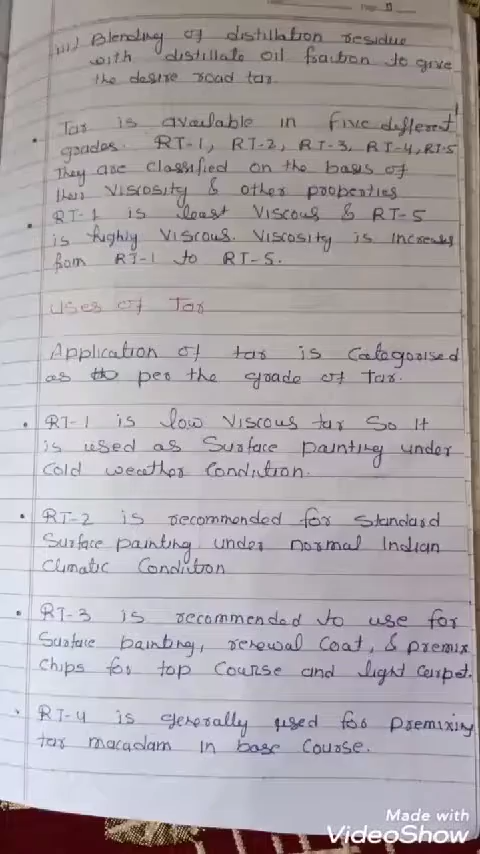 iii) Blending of distillation residue
with distillate oil fraction to give
the desire road tar.
Tar is available in five different
grades. RT-1, RT-2, RT-3, RT-4, RT-5
They are classified on the basis of
their viscosity & other properties
RT-1 is least viscous & RT-5
is highly viscous. Viscosity is increases
from RT-1 to RT-5.
Uses of Tar
Application of tar is Categorised
as per the grade of Tar.
• RT-1 is low viscous tar so it
is used as Surface painting under
cold weather condition.
• RT-2 is recommended for standard
surface painting under normal Indian
climatic condition
• RT-3 is recommended to use for
surface painting, renewal coat, & premix
chips for top course and light carpet.
• RT-4 is generally used for premixing
tar macadam in base course.
Made with
VideoShow